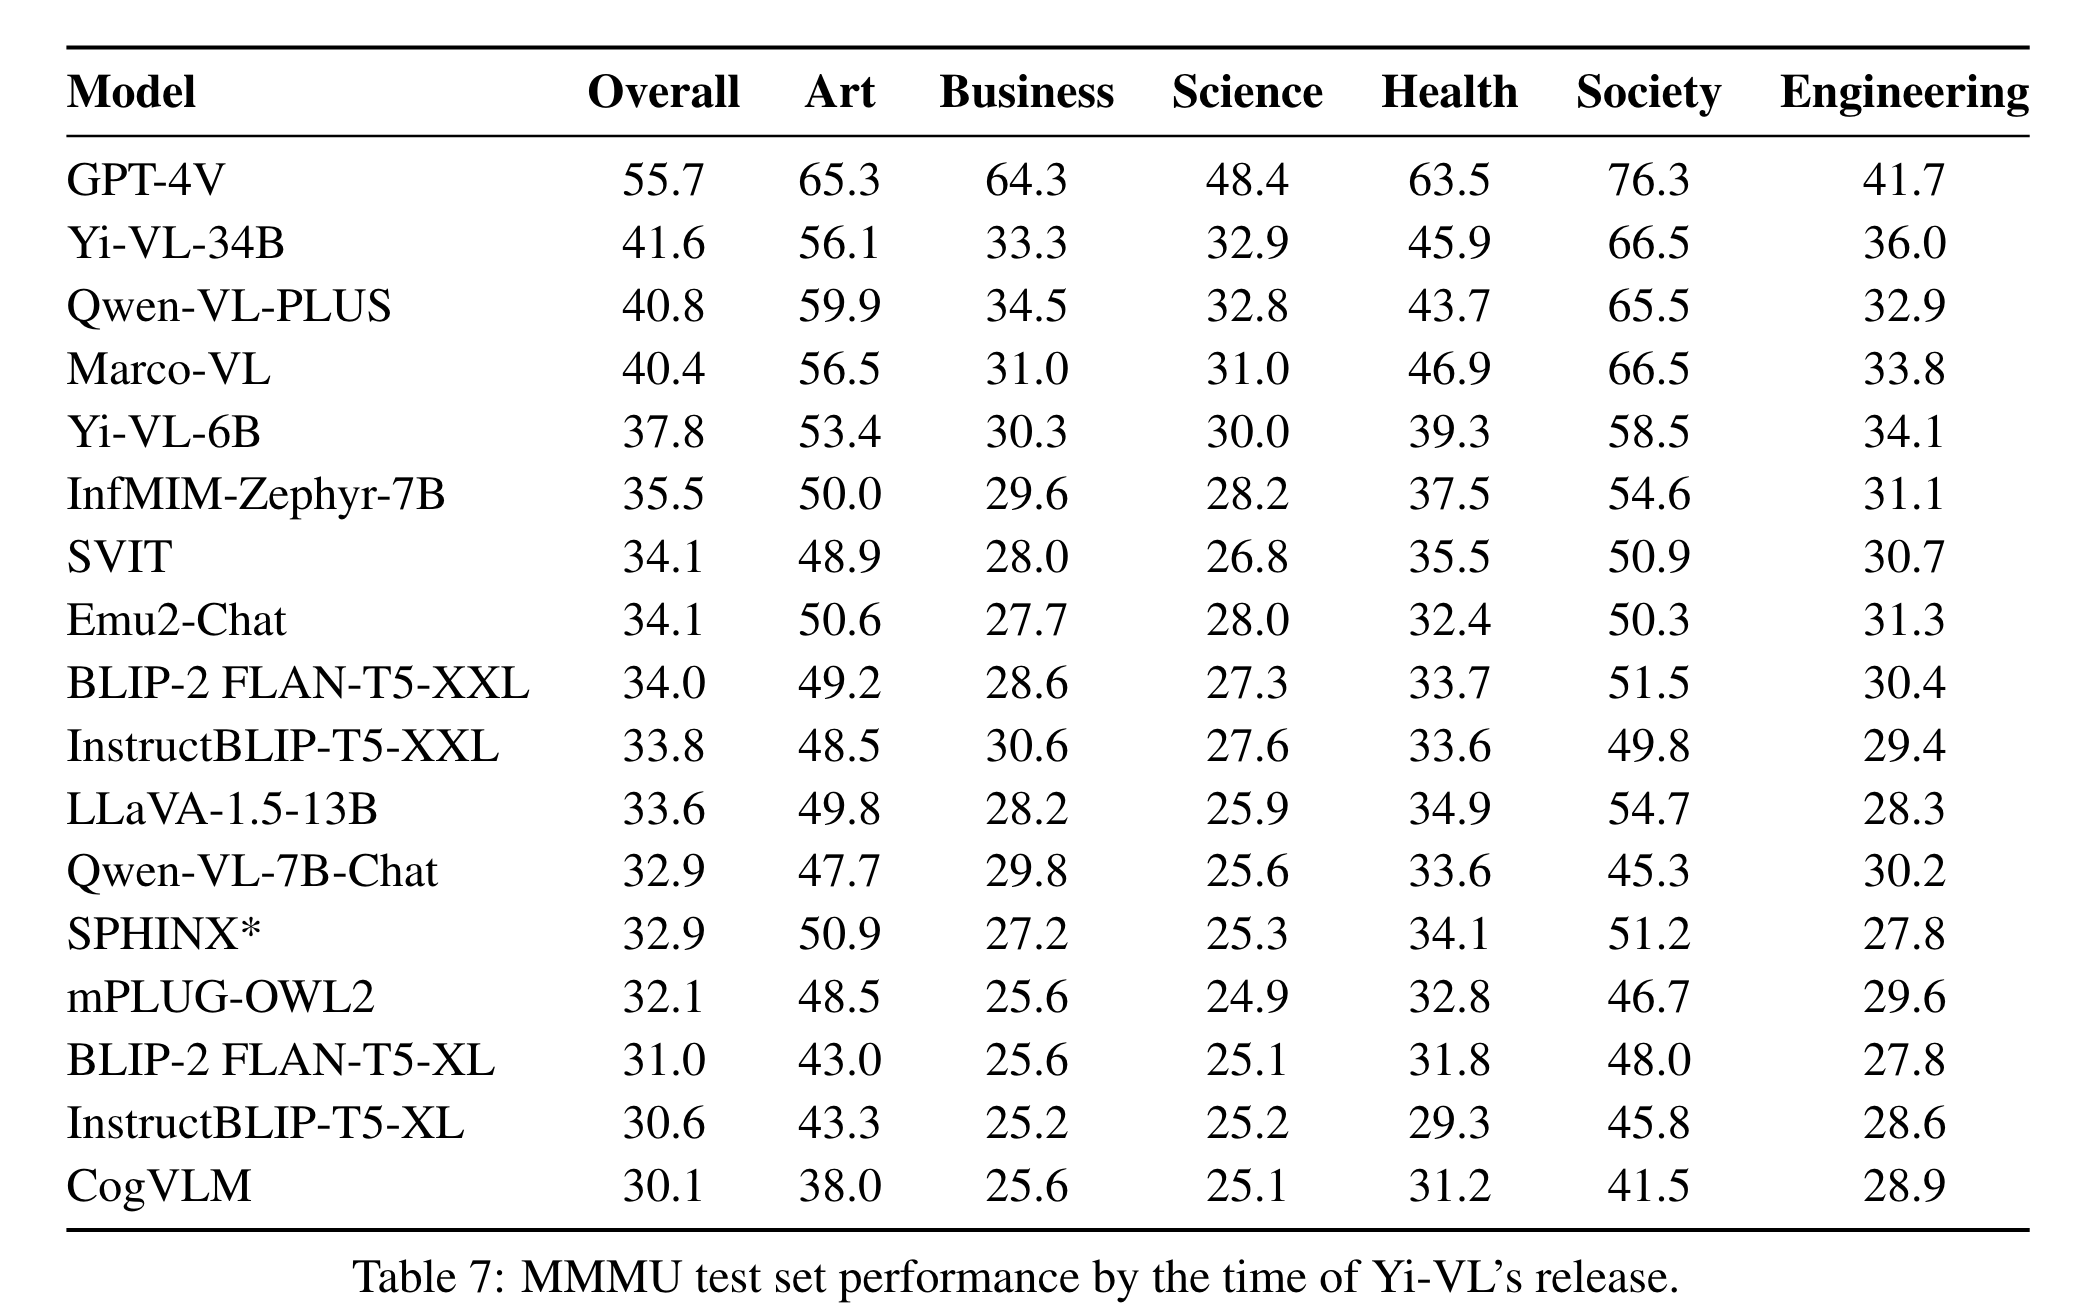 Model Overall Art Business Science Health Society Engineering
GPT-4V 55.7 65.3 64.3 48.4 63.5 76.3 41.7
Yi-VL-34B 41.6 56.1 33.3 32.9 45.9 66.5 36.0
Qwen-VL-PLUS 40.8 59.9 34.5 32.8 43.7 65.5 32.9
Marco-VL 40.4 56.5 31.0 31.0 46.9 66.5 33.8
Yi-VL-6B 37.8 53.4 30.3 30.0 39.3 58.5 34.1
InfMIM-Zephyr-7B 35.5 50.0 29.6 28.2 37.5 54.6 31.1
SVIT 34.1 48.9 28.0 26.8 35.5 50.9 30.7
Emu2-Chat 34.1 50.6 27.7 28.0 32.4 50.3 31.3
BLIP-2 FLAN-T5-XXL 34.0 49.2 28.6 27.3 33.7 51.5 30.4
InstructBLIP-T5-XXL 33.8 48.5 30.6 27.6 33.6 49.8 29.4
LLaVA-1.5-13B 33.6 49.8 28.2 25.9 34.9 54.7 28.3
Qwen-VL-7B-Chat 32.9 47.7 29.8 25.6 33.6 45.3 30.2
SPHINX* 32.9 50.9 27.2 25.3 34.1 51.2 27.8
mPLUG-OWL2 32.1 48.5 25.6 24.9 32.8 46.7 29.6
BLIP-2 FLAN-T5-XL 31.0 43.0 25.6 25.1 31.8 48.0 27.8
InstructBLIP-T5-XL 30.6 43.3 25.2 25.2 29.3 45.8 28.6
CogVLM 30.1 38.0 25.6 25.1 31.2 41.5 28.9
Table 7: MMMU test set performance by the time of Yi-VL's release.